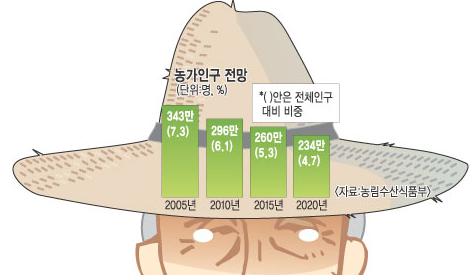 농가인구 전망
(단위:명, %)
*( )안은 전체인구
대비 비중
343만
(7,3)
296만
(6,1)
260만
(5,3)
234만
(4,7)
2005년 2010년 2015년 2020년
〈자료:농림수산식품부〉